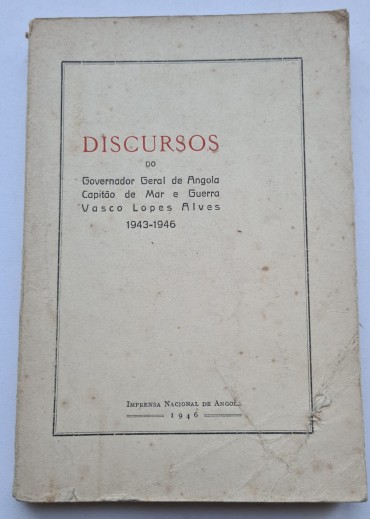 DISCURSOS
DO
Governador Geral de Angola
Capitão de Mar e Guerra
Vasco Lopes Alves
1943-1946
IMPRENSA NACIONAL DE ANGOLA
1946